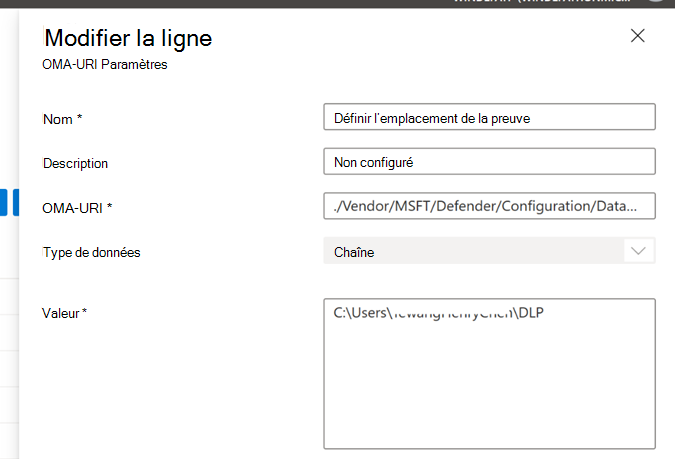 Modifier la ligne
OMA-URI Paramètres
Nom *
Définir l'emplacement de la preuve
Description
Non configuré
OMA-URI *
./Vendor/MSFT/Defender/Configuration/Data...
Type de données
Chaîne
Valeur *
C:\Users\ \DLP